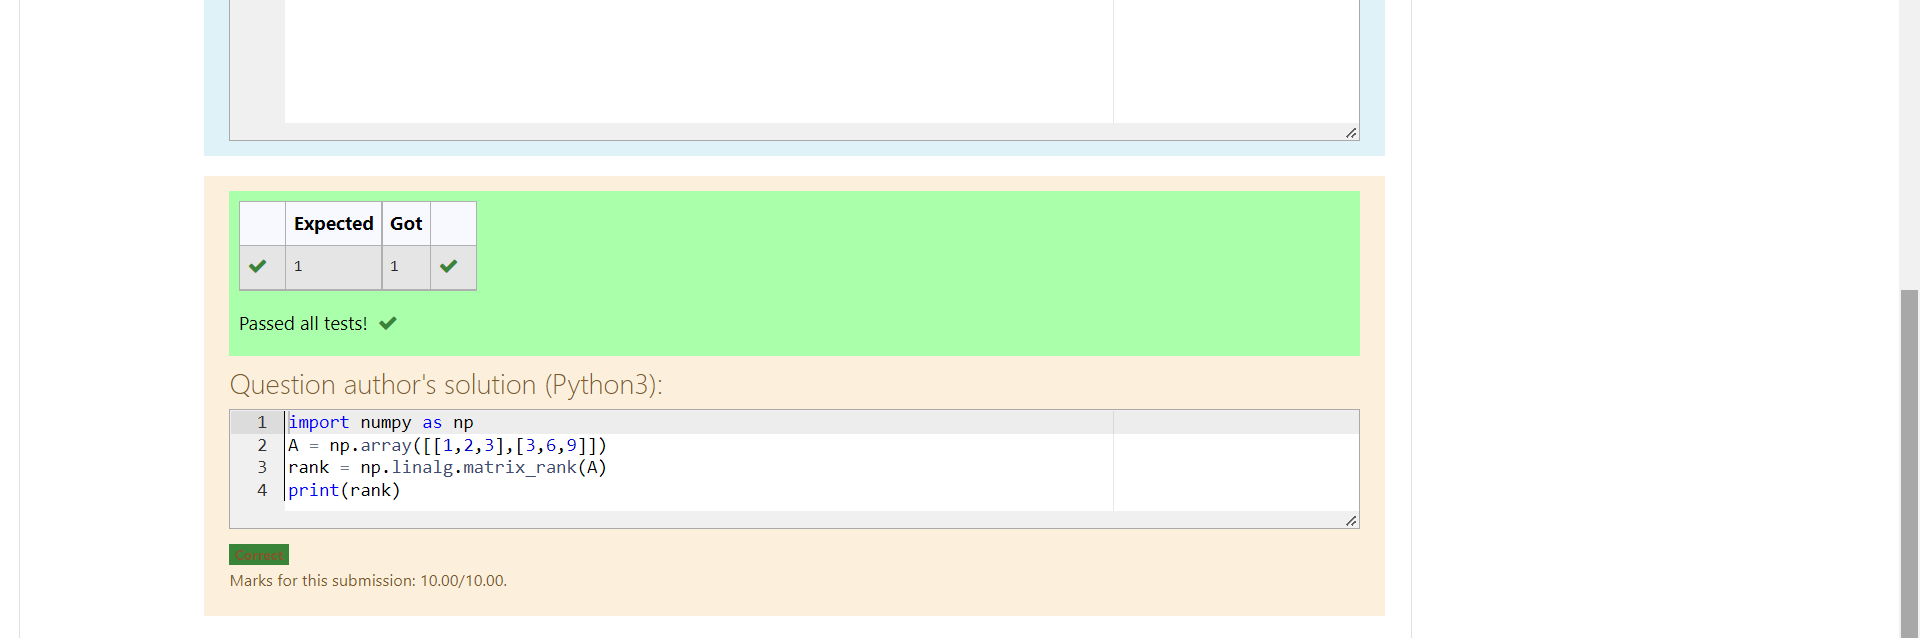 Expected Got
1 1
Passed all tests!
Question author's solution (Python3):
1 import numpy as np
2 A = np.array([[1,2,3],[3,6,9]])
3 rank = np.linalg.matrix_rank(A)
4 print(rank)
Correct
Marks for this submission: 10.00/10.00.